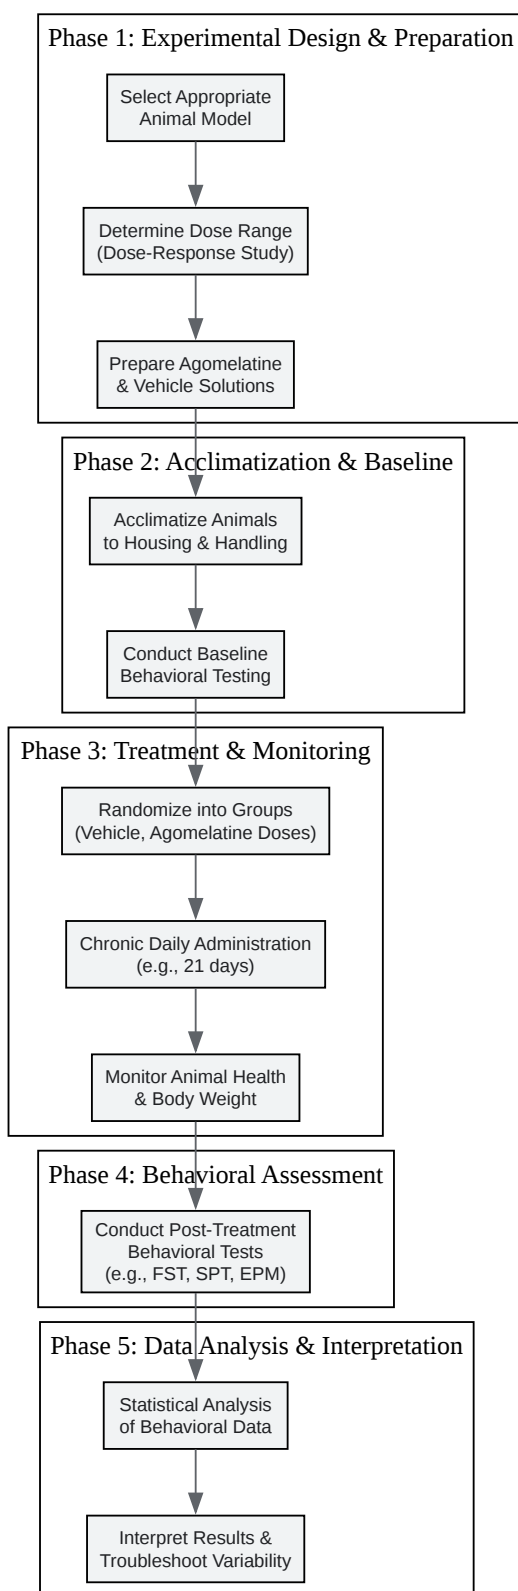 Phase 1: Experimental Design & Preparation
Select Appropriate
Animal Model
Determine Dose Range
(Dose-Response Study)
Prepare Agomelatine
& Vehicle Solutions
Phase 2: Acclimatization & Baseline
Acclimatize Animals
to Housing & Handling
Conduct Baseline
Behavioral Testing
Phase 3: Treatment & Monitoring
Randomize into Groups
(Vehicle, Agomelatine Doses)
Chronic Daily Administration
(e.g., 21 days)
Monitor Animal Health
& Body Weight
Phase 4: Behavioral Assessment
Conduct Post-Treatment
Behavioral Tests
(e.g., FST, SPT, EPM)
Phase 5: Data Analysis & Interpretation
Statistical Analysis
of Behavioral Data
Interpret Results &
Troubleshoot Variability